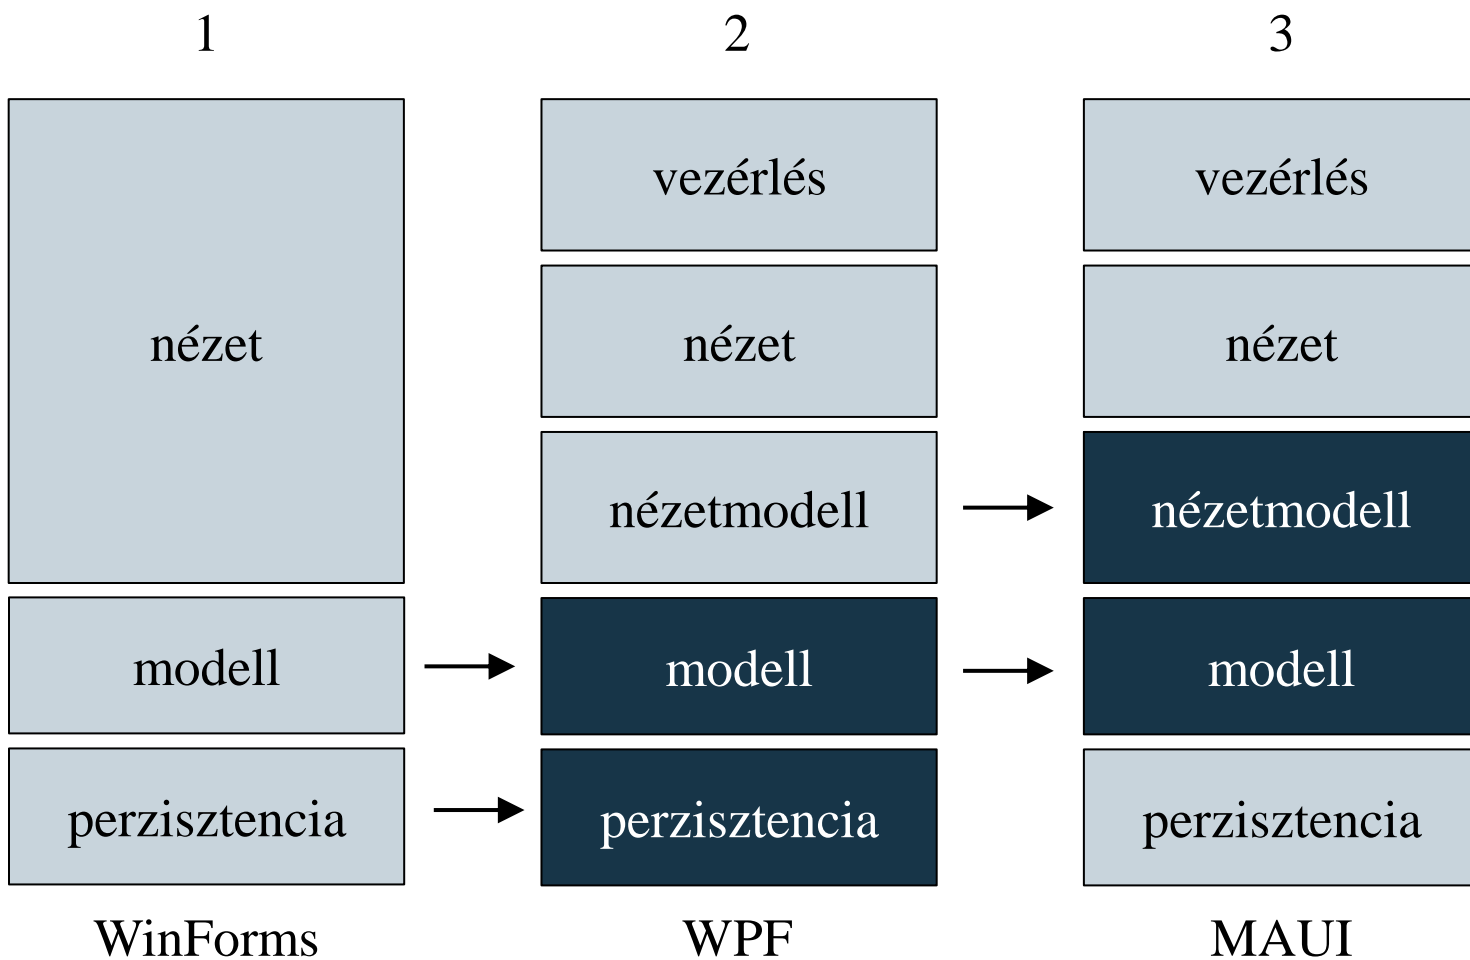 1
2
3
nézet
modell
perzisztencia
WinForms
vezérlés
nézet
nézetmodell
modell
perzisztencia
WPF
vezérlés
nézet
nézetmodell
modell
perzisztencia
MAUI